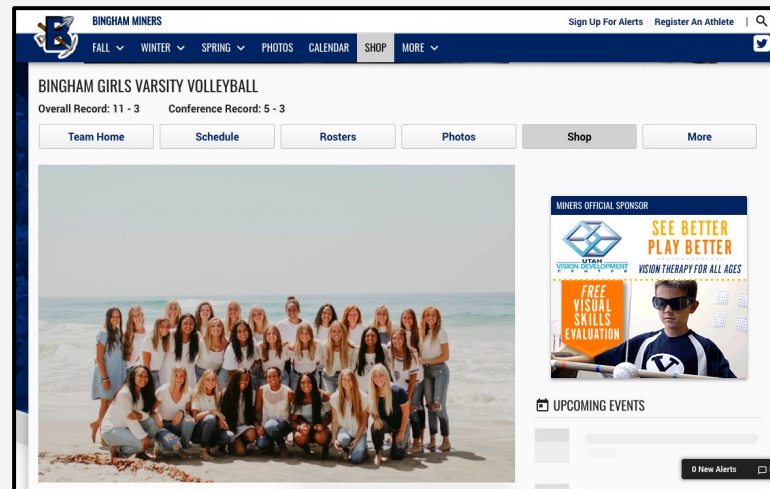 BINGHAM MINERS
Sign Up For Alerts Register An Athlete |
B
FALL WINTER SPRING PHOTOS CALENDAR SHOP MORE
BINGHAM GIRLS VARSITY VOLLEYBALL
Overall Record: 11 - 3 Conference Record: 5 - 3
Team Home Schedule Rosters Photos Shop More
MINERS OFFICIAL SPONSOR
SEE BETTER
PLAY BETTER
UTAH
VISION DEVELOPMENT
CENTER
VISION THERAPY FOR ALL AGES
FREE
VISUAL
SKILLS
EVALUATION
Y
UPCOMING EVENTS
0 New Alerts